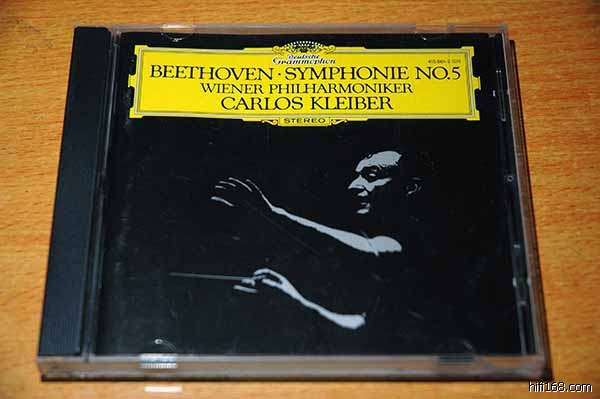 Deutsche
Grammophon
BEETHOVEN · SYMPHONIE NO.5
WIENER PHILHARMONIKER
CARLOS KLEIBER
STEREO
hifi168.com